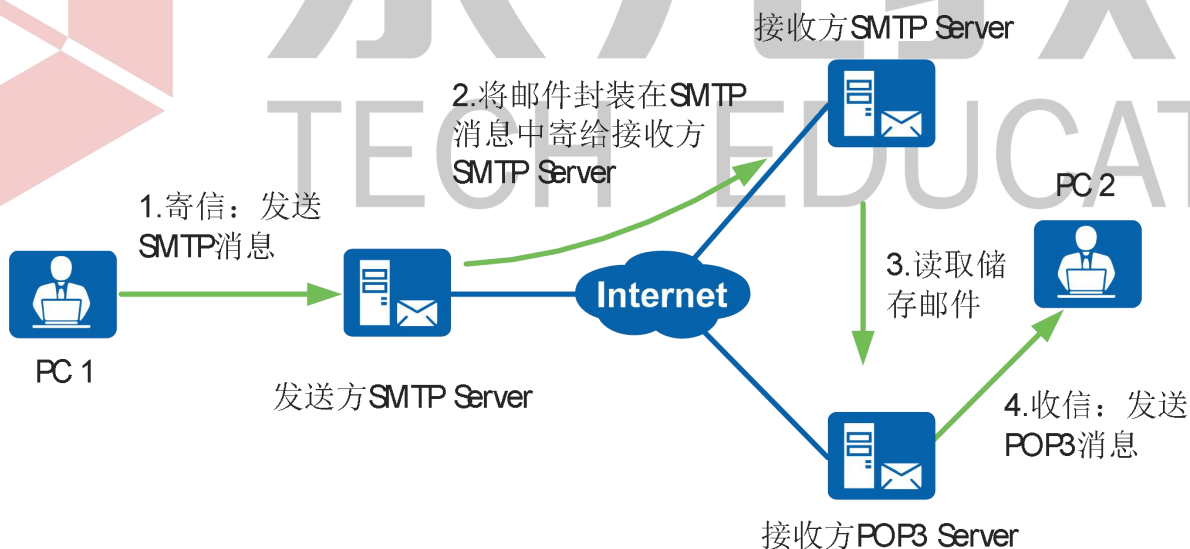 接收方SMTP Server
2.将邮件封装在SMTP
消息中寄给接收方
SMTP Server
TECH EDUCAT
PC 2
1.寄信：发送
SMTP消息
3.读取储
存邮件
Internet
PC 1
发送方SMTP Server
4.收信：发送
POP3消息
接收方POP3 Server